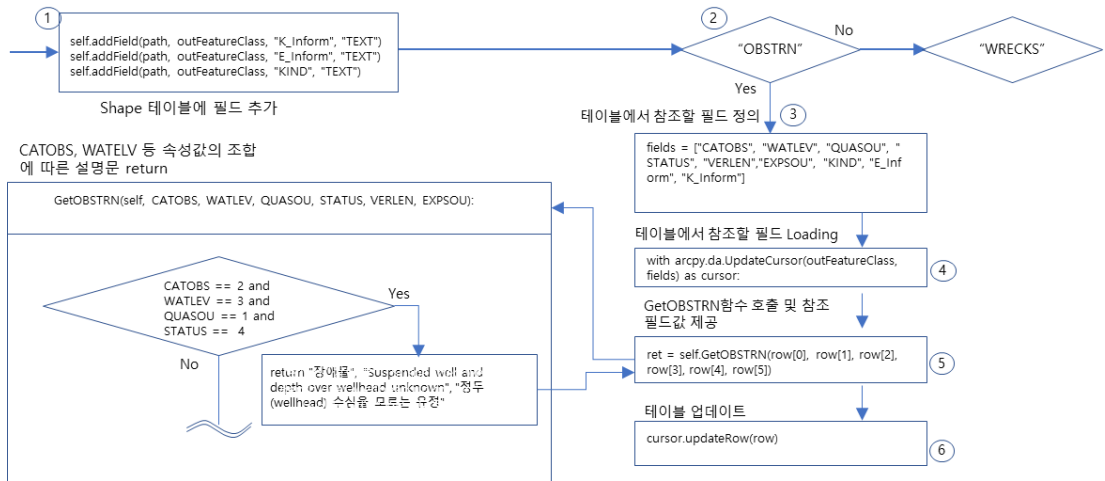 1
self.addField(path, outFeatureClass, "K_Inform", "TEXT")
self.addField(path, outFeatureClass, "E_Inform", "TEXT")
self.addField(path, outFeatureClass, "KIND", "TEXT")
Shape 테이블에 필드 추가
2
"OBSTRN"
No
"WRECKS"
Yes
테이블에서 참조할 필드 정의
3
fields = ["CATOBS", "WATLEV", "QUASOU", "
STATUS", "VERLEN","EXPSOU", "KIND", "E_Inf
orm", "K_Inform"]
CATOBS, WATELV 등 속성값의 조합
에 따른 설명문 return
GetOBSTRN(self, CATOBS, WATLEV, QUASOU, STATUS, VERLEN, EXPSOU):
테이블에서 참조할 필드 Loading
with arcpy.da.UpdateCursor(outFeatureClass,
fields) as cursor:
4
CATOBS == 2 and
WATLEV == 3 and
QUASOU == 1 and
STATUS == 4
Yes
No
GetOBSTRN함수 호출 및 참조
필드값 제공
ret = self.GetOBSTRN(row[0], row[1], row[2],
row[3], row[4], row[5])
5
return "장애물", "Suspended well and
depth over wellhead unknown", "정두
(wellhead) 수심을 모르는 유정"
테이블 업데이트
cursor.updateRow(row)
6